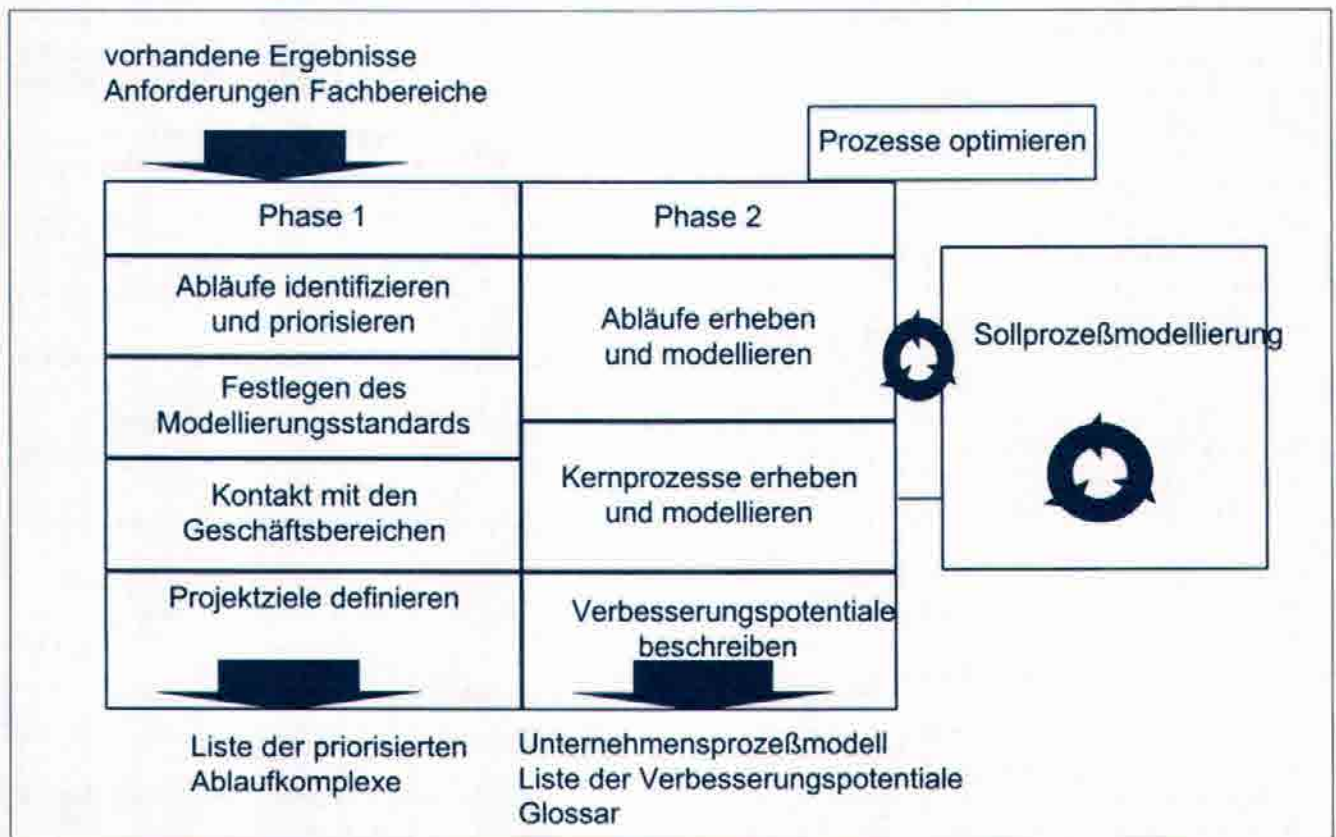 vorhandene Ergebnisse
Anforderungen Fachbereiche
Prozesse optimieren
Phase 1
Phase 2
Abläufe identifizieren
und priorisieren
Festlegen des
Modellierungsstandards
Kontakt mit den
Geschäftsbereichen
Projektziele definieren
Abläufe erheben
und modellieren
Kernprozesse erheben
und modellieren
Verbesserungspotentiale
beschreiben
Sollprozeßmodellierung
Liste der priorisierten
Ablaufkomplexe
Unternehmensprozeßmodell
Liste der Verbesserungspotentiale
Glossar